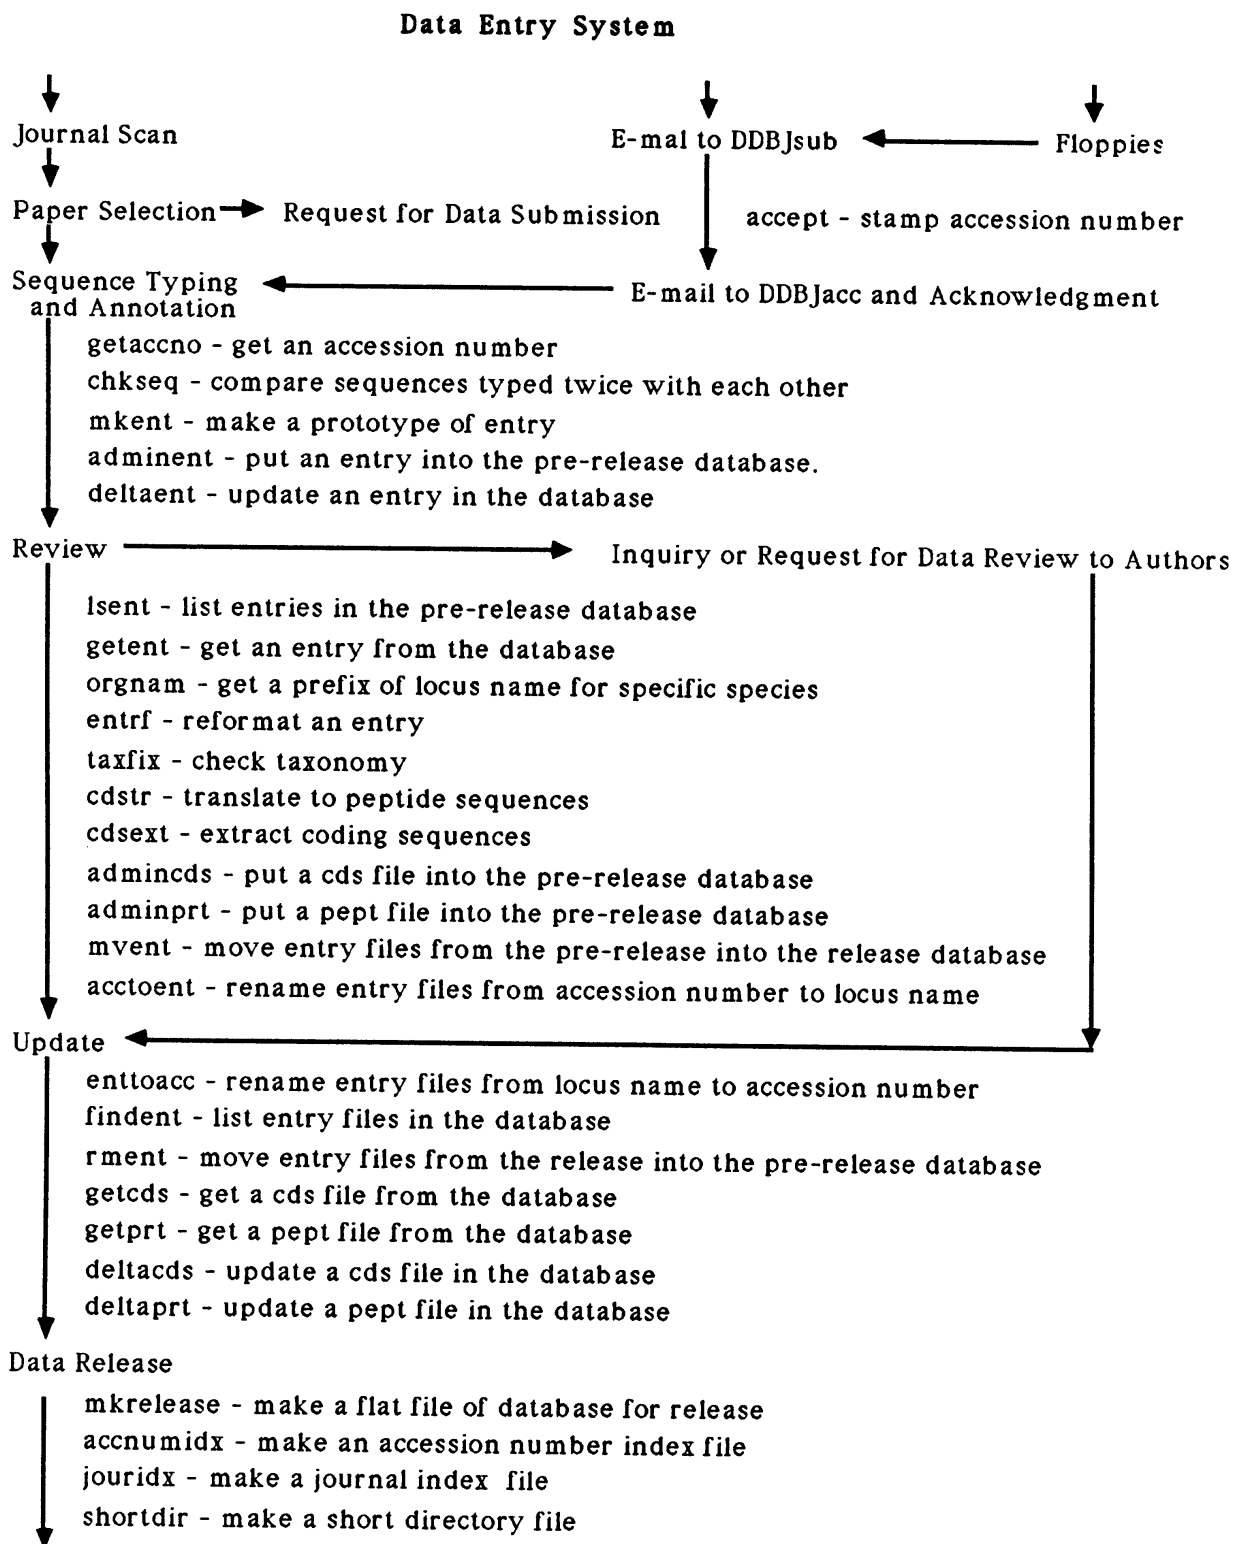 Data Entry System
Journal Scan
E-mal to DDBJsub
Floppies
Paper Selection
Request for Data Submission
accept - stamp accession number
Sequence Typing
and Annotation
E-mail to DDBJacc and Acknowledgment
getaccno - get an accession number
chkseq - compare sequences typed twice with each other
mkent - make a prototype of entry
adminent - put an entry into the pre-release database.
deltaent - update an entry in the database
Review
Inquiry or Request for Data Review to Authors
lsent - list entries in the pre-release database
getent - get an entry from the database
orgnam - get a prefix of locus name for specific species
entrf - reformat an entry
taxfix - check taxonomy
cdstr - translate to peptide sequences
cdsext - extract coding sequences
admincds - put a cds file into the pre-release database
adminprt - put a pept file into the pre-release database
mvent - move entry files from the pre-release into the release database
acctoent - rename entry files from accession number to locus name
Update
enttoacc - rename entry files from locus name to accession number
findent - list entry files in the database
rment - move entry files from the release into the pre-release database
getcds - get a cds file from the database
getprt - get a pept file from the database
deltacds - update a cds file in the database
deltaprt - update a pept file in the database
Data Release
mkrelease - make a flat file of database for release
accnumidx - make an accession number index file
jouridx - make a journal index file
shortdir - make a short directory file